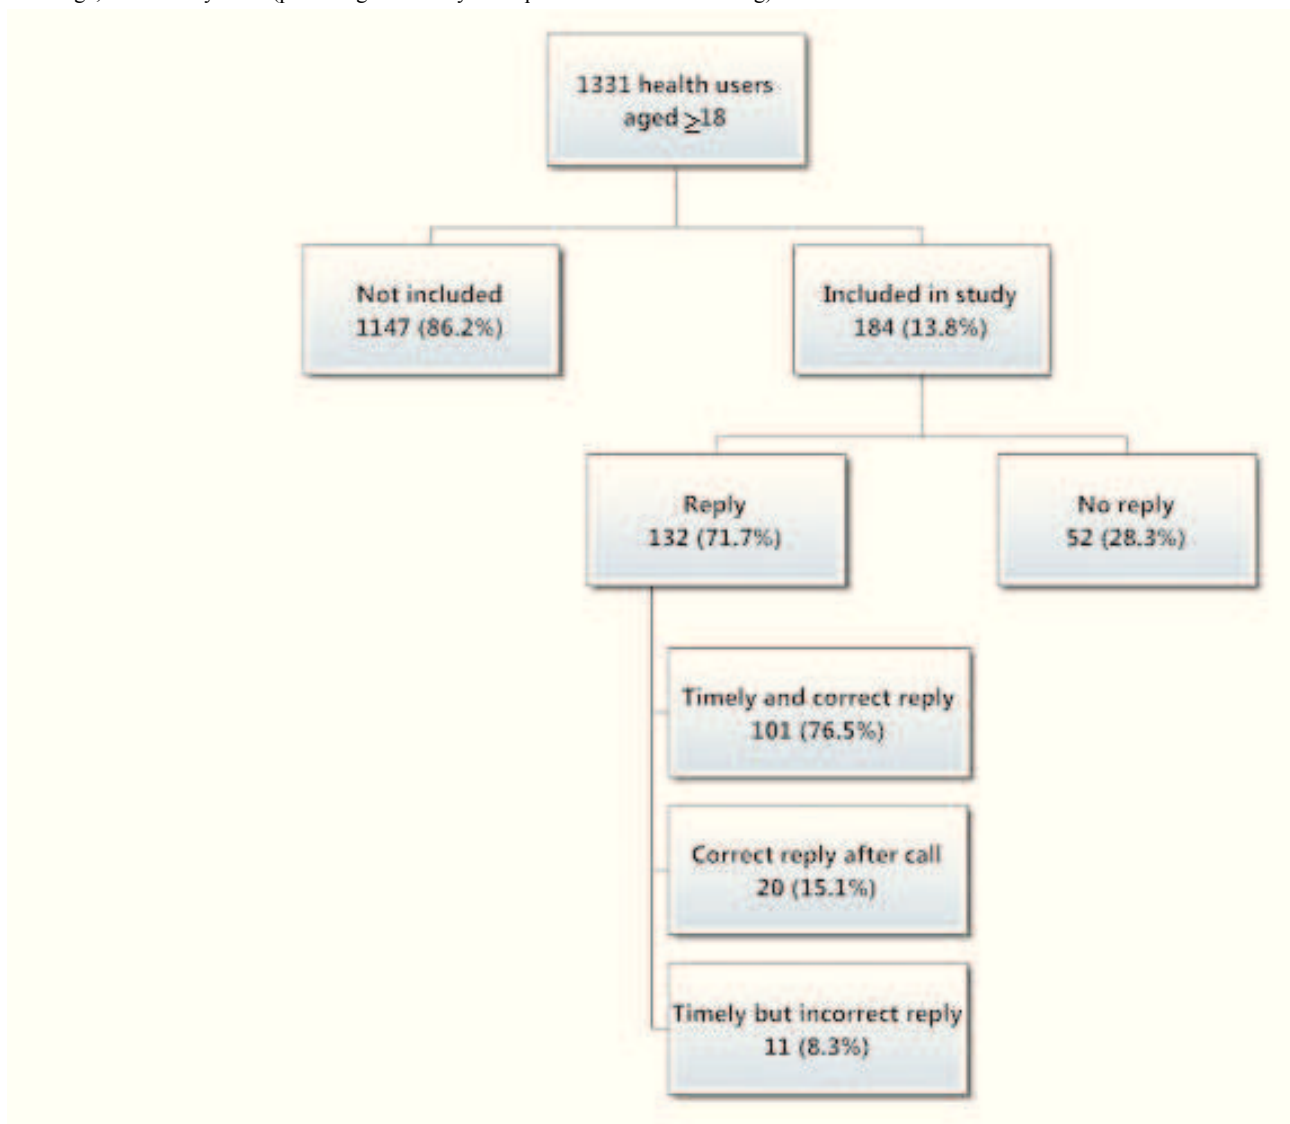 1331 health users
aged ≥18
Not included
1147 (86.2%)
Included in study
184 (13.8%)
Reply
132 (71.7%)
No reply
52 (28.3%)
Timely and correct reply
101 (76.5%)
Correct reply after call
20 (15.1%)
Timely but incorrect reply
11 (8.3%)